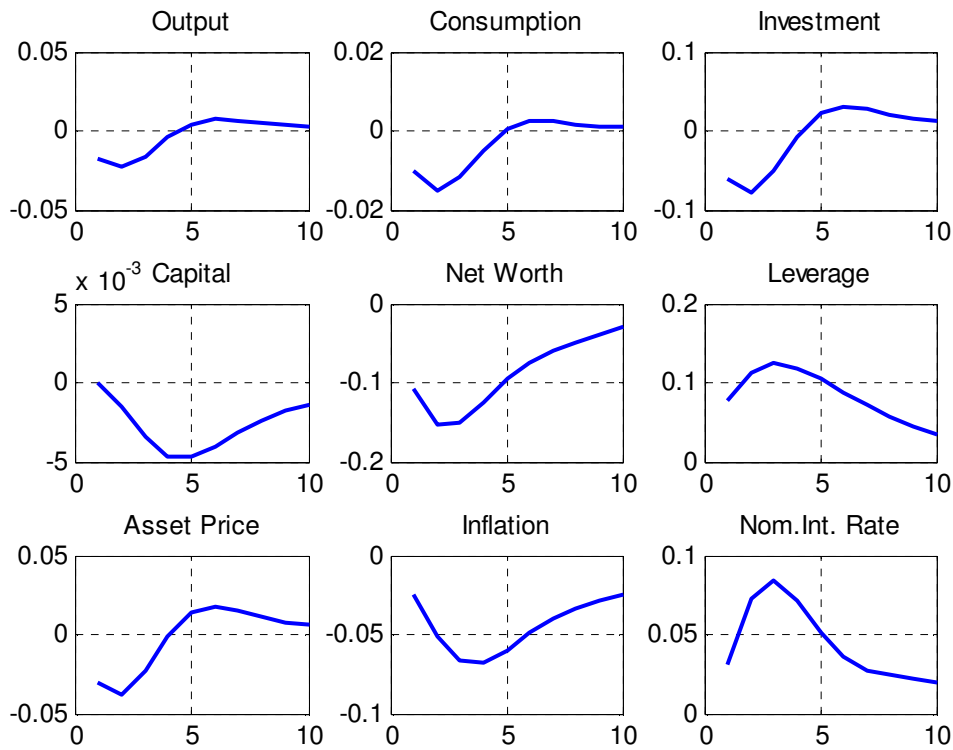 Output
0.05
0
-0.05
0 5 10
Consumption
0.02
0
-0.02
0 5 10
Investment
0.1
0
-0.1
0 5 10
x 10-3 Capital
5
0
-5
0 5 10
Net Worth
0
-0.1
-0.2
0 5 10
Leverage
0.2
0.1
0
0 5 10
Asset Price
0.05
0
-0.05
0 5 10
Inflation
0
-0.05
-0.1
0 5 10
Nom.Int. Rate
0.1
0.05
0
0 5 10